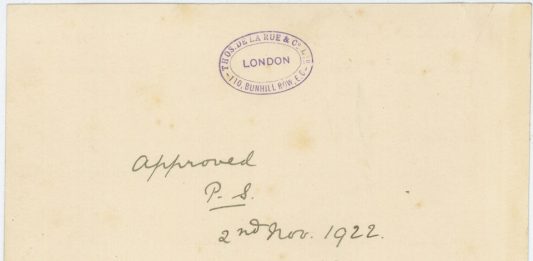 THOS. DE LA RUE & CO. LTD
LONDON
110, BUNHILL ROW, E.C.
Approved
P. S.
2nd Nov. 1922.